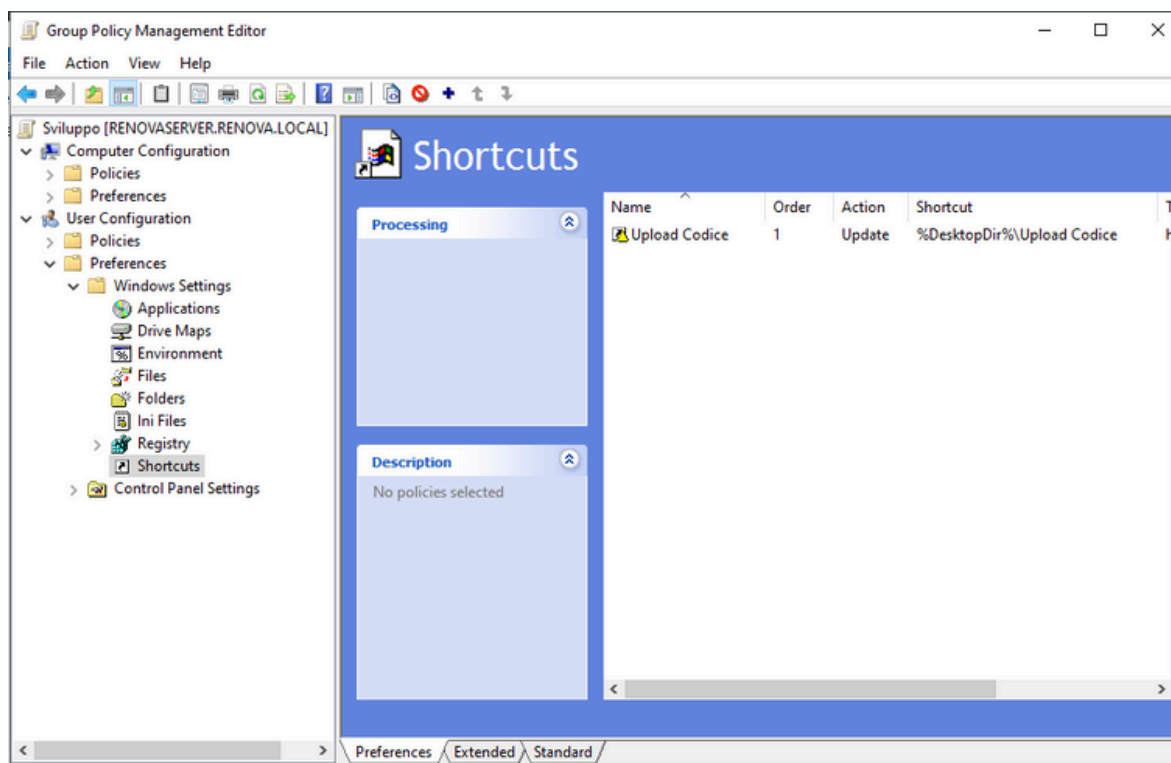 Group Policy Management Editor
File Action View Help
Sviluppo [RENOVASERVER.RENOVA.LOCAL]
Computer Configuration
Policies
Preferences
User Configuration
Policies
Preferences
Windows Settings
Applications
Drive Maps
Environment
Files
Folders
Ini Files
Registry
Shortcuts
Control Panel Settings
Shortcuts
Processing
Description
No policies selected
Name Order Action Shortcut
Upload Codice 1 Update %DesktopDir%\Upload Codice
Preferences Extended Standard